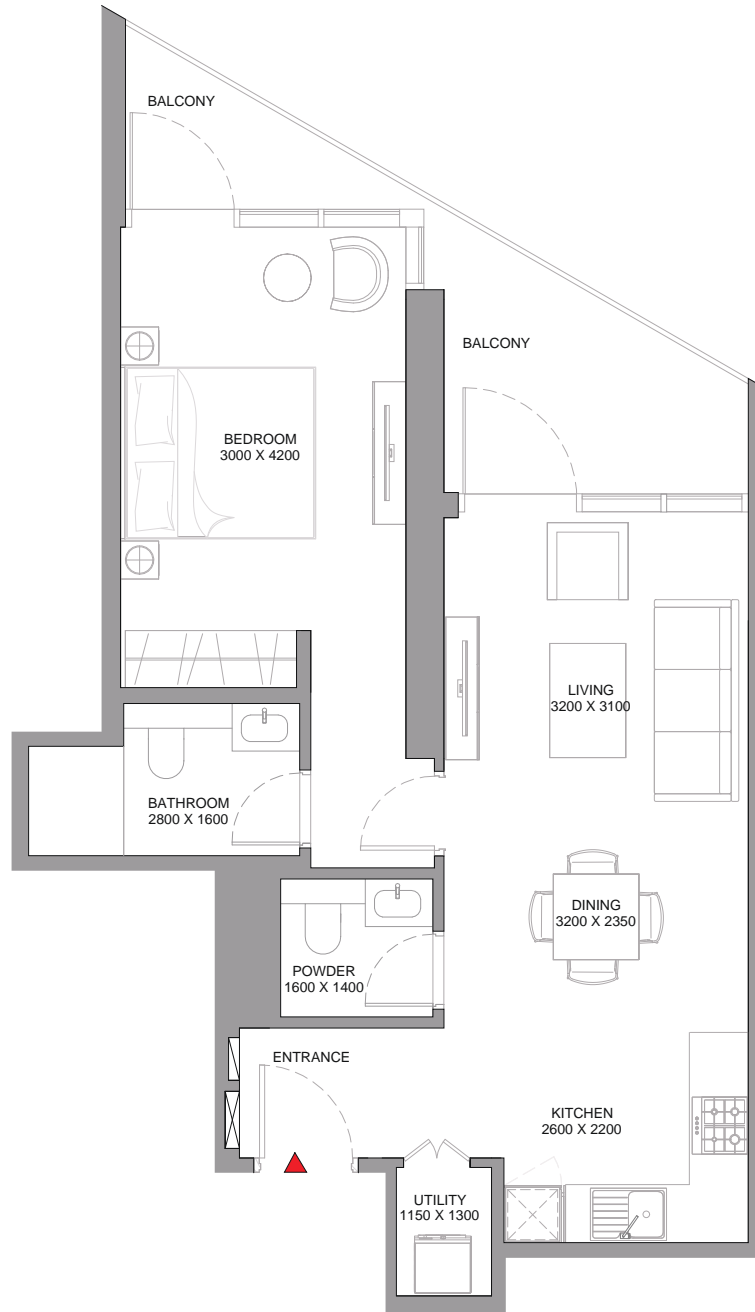 BALCONY
BALCONY
BEDROOM
3000 X 4200
LIVING
3200 X 3100
BATHROOM
2800 X 1600
DINING
3200 X 2350
POWDER
1600 X 1400
ENTRANCE
KITCHEN
2600 X 2200
UTILITY
1150 X 1300